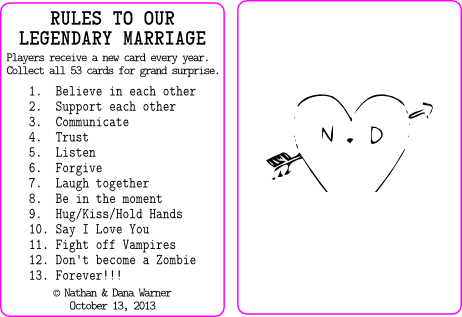 RULES TO OUR
LEGENDARY MARRIAGE
Players receive a new card every year.
Collect all 53 cards for grand surprise.
1. Believe in each other
2. Support each other
3. Communicate
4. Trust
5. Listen
6. Forgive
7. Laugh together
8. Be in the moment
9. Hug/Kiss/Hold Hands
10. Say I Love You
11. Fight off Vampires
12. Don't become a Zombie
13. Forever!!!
© Nathan & Dana Warner
October 13, 2013
N . D